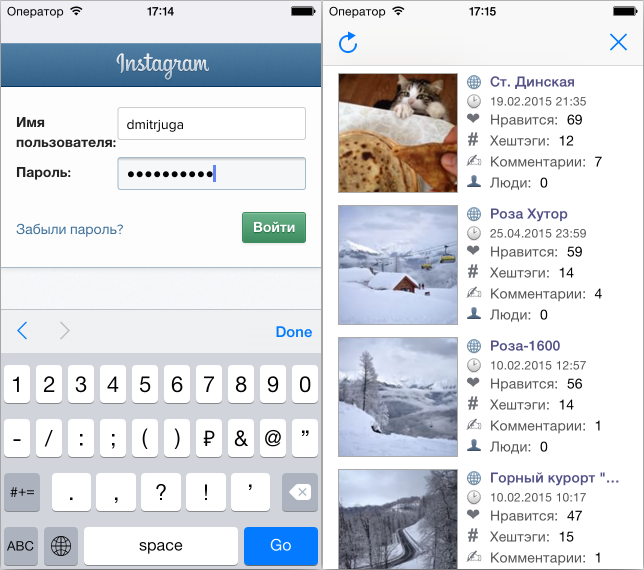 Оператор 17:14
Instagram
Имя
пользователя:
dmitrjuga
Пароль:
●●●●●●●●●●
Забыли пароль?
Войти
Done
1 2 3 4 5 6 7 8 9 0
- / : ; ( ) ₽ & @ ”
#+= . , ? ! ’
ABC space Go
Оператор 17:15
Ст. Динская
19.02.2015 21:35
Нравится: 69
# Хештэги: 12
Комментарии: 7
Люди: 0
Роза Хутор
25.04.2015 23:59
Нравится: 59
# Хештэги: 14
Комментарии: 4
Люди: 0
Роза-1600
10.02.2015 12:57
Нравится: 56
# Хештэги: 14
Комментарии: 1
Люди: 0
Горный курорт "...
10.02.2015 10:17
Нравится: 47
# Хештэги: 15
Комментарии: 1